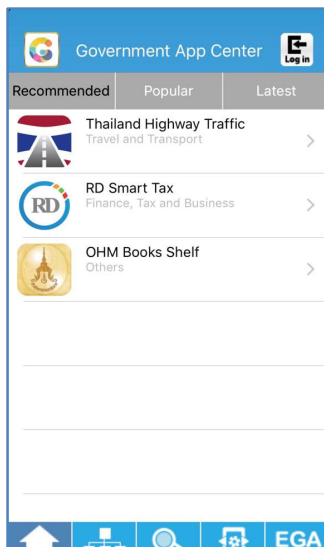 Government App Center
Log in
Recommended Popular Latest
Thailand Highway Traffic
Travel and Transport
RD Smart Tax
RD
Finance, Tax and Business
OHM Books Shelf
Others
EGA